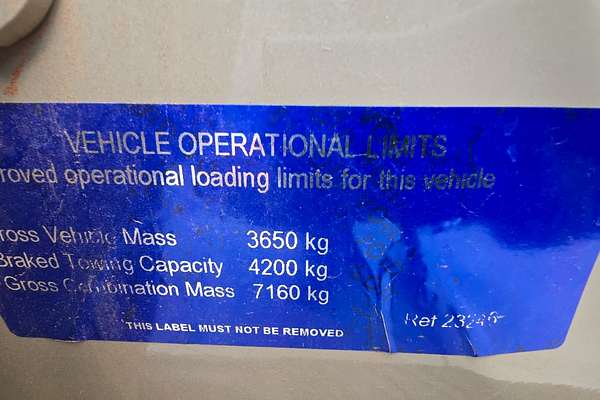 VEHICLE OPERATIONAL LIMITS
roved operational loading limits for this vehicle
ross Vehicle Mass 3650 kg
Braked Towing Capacity 4200 kg
Gross Combination Mass 7160 kg
THIS LABEL MUST NOT BE REMOVED
Ref